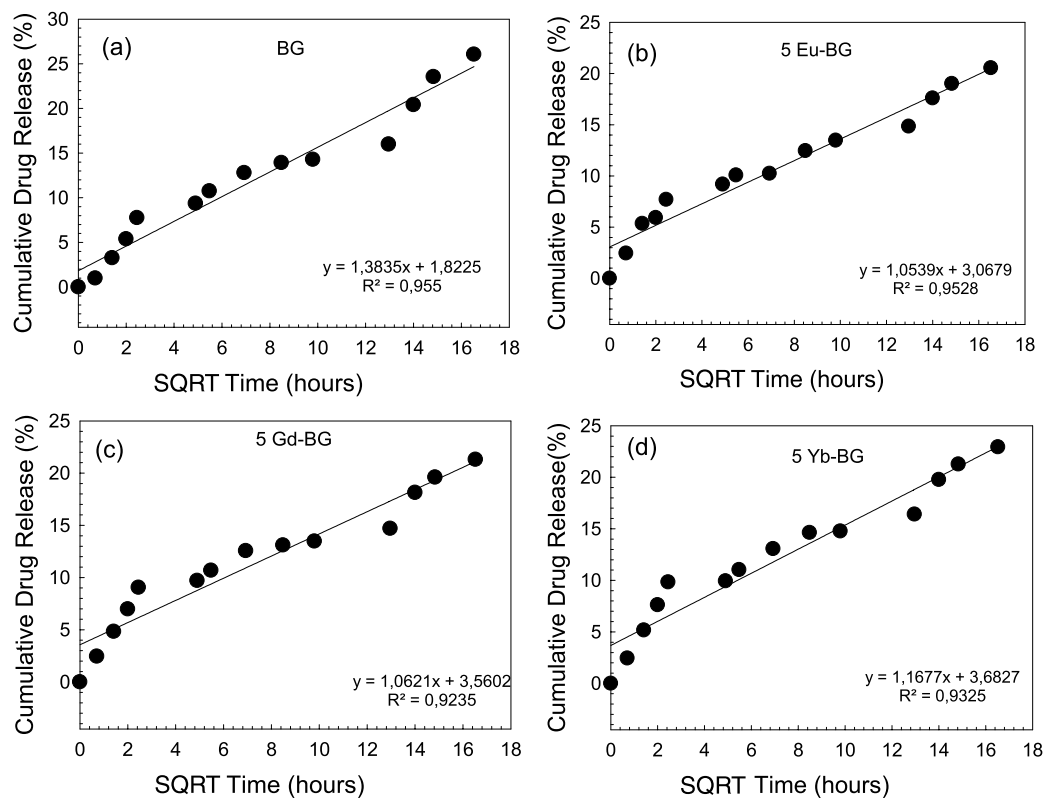 (a)
BG
Cumulative Drug Release (%)
30
25
20
15
10
5
0
y = 1,3835x + 1,8225
R² = 0,955
0 2 4 6 8 10 12 14 16 18
SQRT Time (hours)
(b)
5 Eu-BG
Cumulative Drug Release (%)
25
20
15
10
5
0
y = 1,0539x + 3,0679
R² = 0,9528
0 2 4 6 8 10 12 14 16 18
SQRT Time (hours)
(c)
5 Gd-BG
Cumulative Drug Release (%)
25
20
15
10
5
0
y = 1,0621x + 3,5602
R² = 0,9235
0 2 4 6 8 10 12 14 16 18
SQRT Time (hours)
(d)
5 Yb-BG
Cumulative Drug Release(%)
25
20
15
10
5
0
y = 1,1677x + 3,6827
R² = 0,9325
0 2 4 6 8 10 12 14 16 18
SQRT Time (hours)